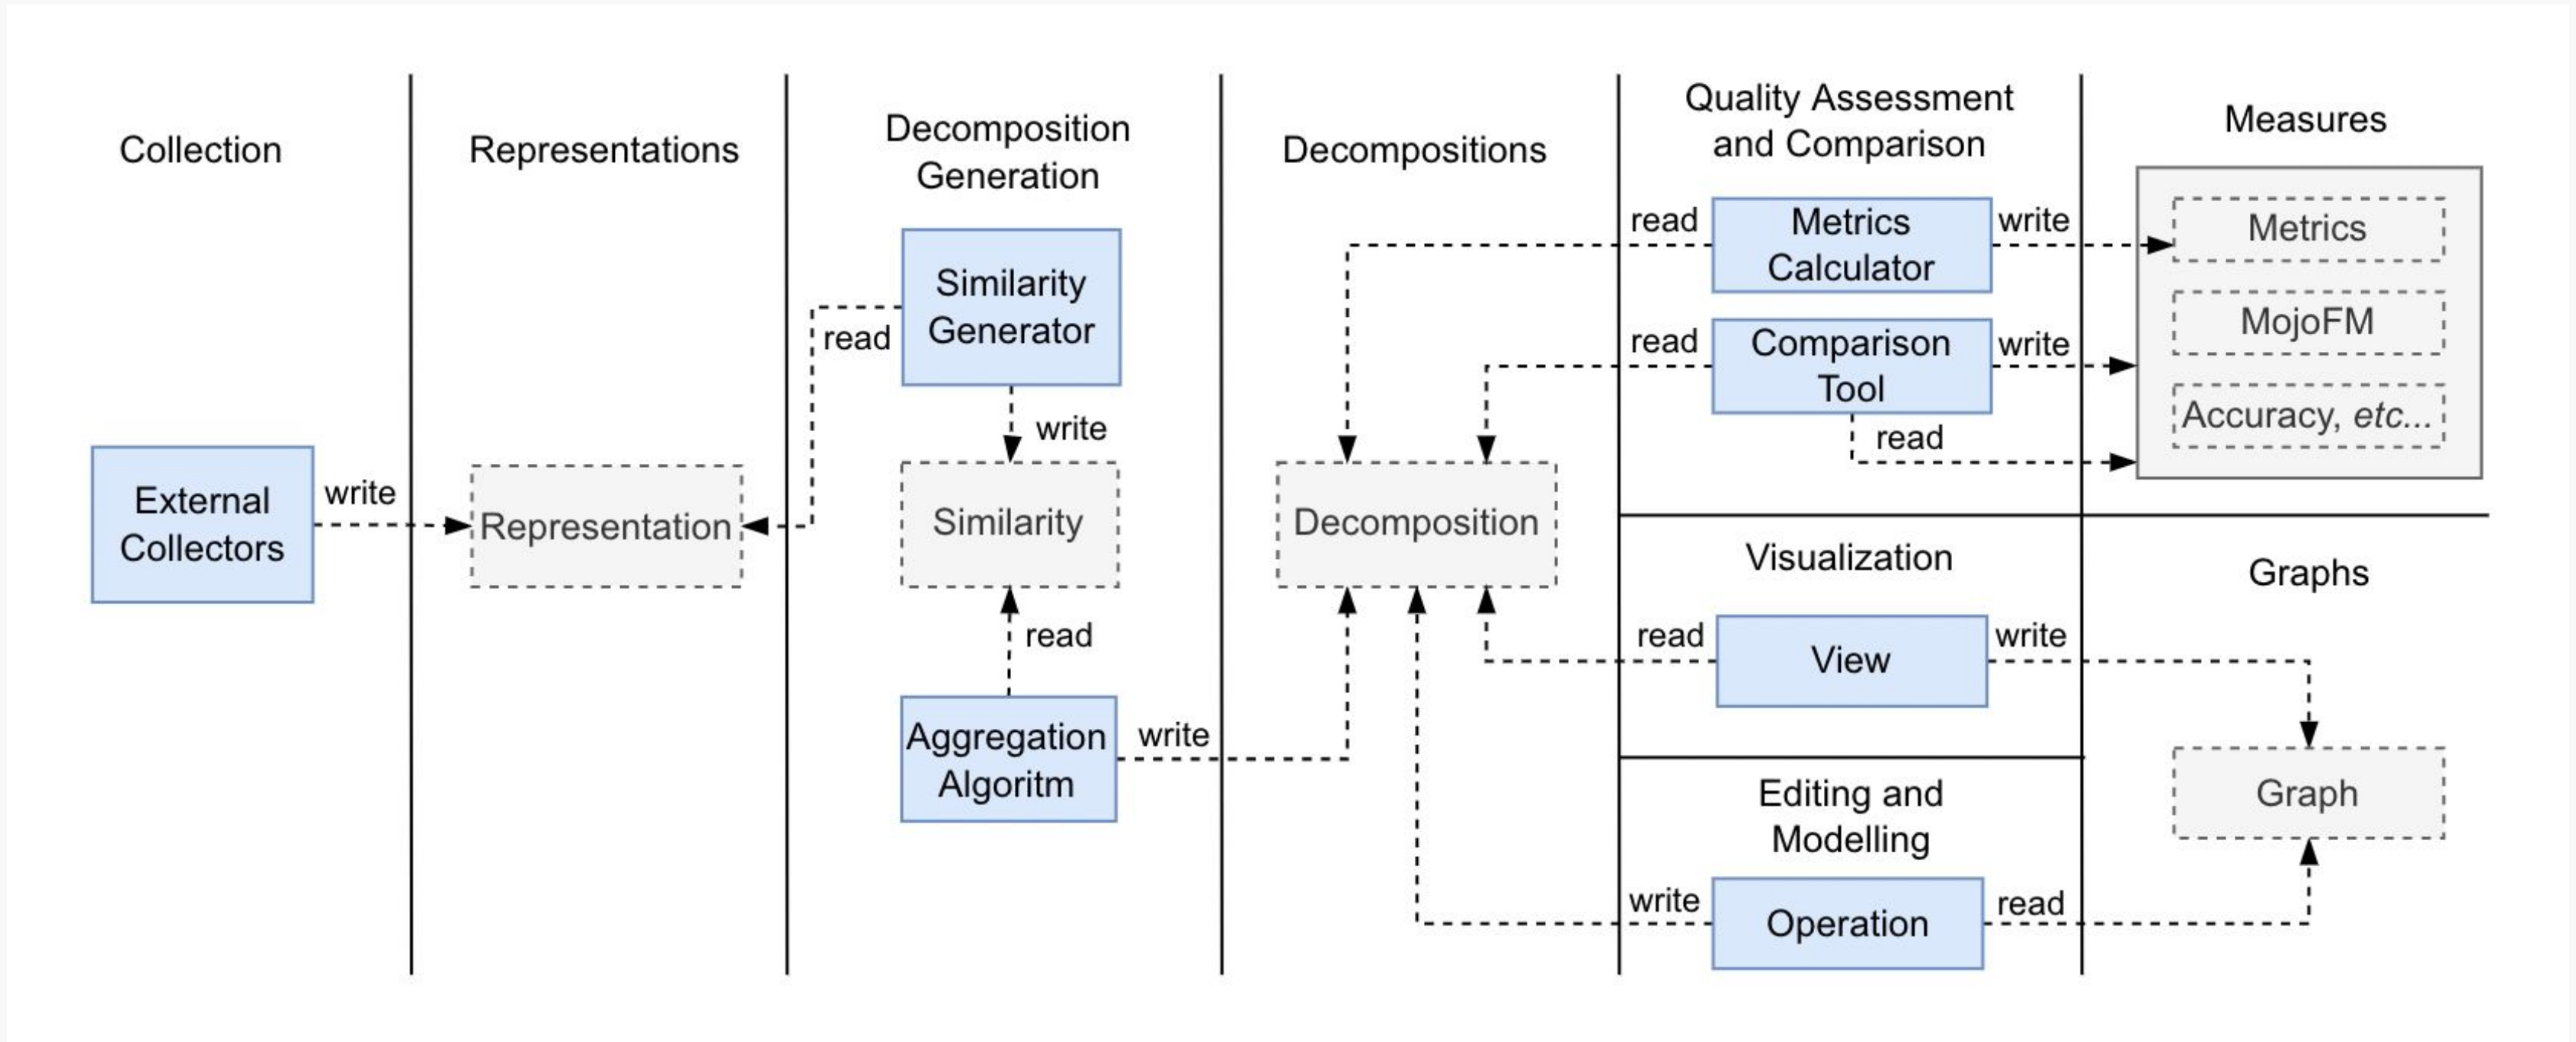 Collection
External
Collectors
write
Representations
Representation
Decomposition
Generation
Similarity
Generator
read
write
Similarity
read
Aggregation
Algoritm
write
Decompositions
Decomposition
Quality Assessment
and Comparison
read
Metrics
Calculator
write
read
Comparison
Tool
write
read
Measures
Metrics
MojoFM
Accuracy, etc...
Visualization
read
View
write
Editing and
Modelling
write
Operation
read
Graphs
Graph